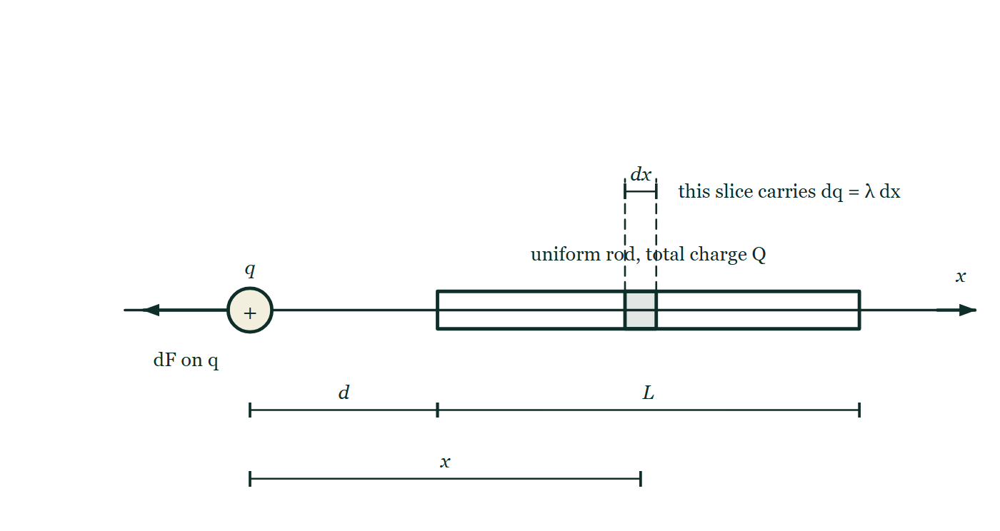 dx
this slice carries dq = λ dx
uniform rod, total charge Q
q
x
+
dF on q
d
L
x